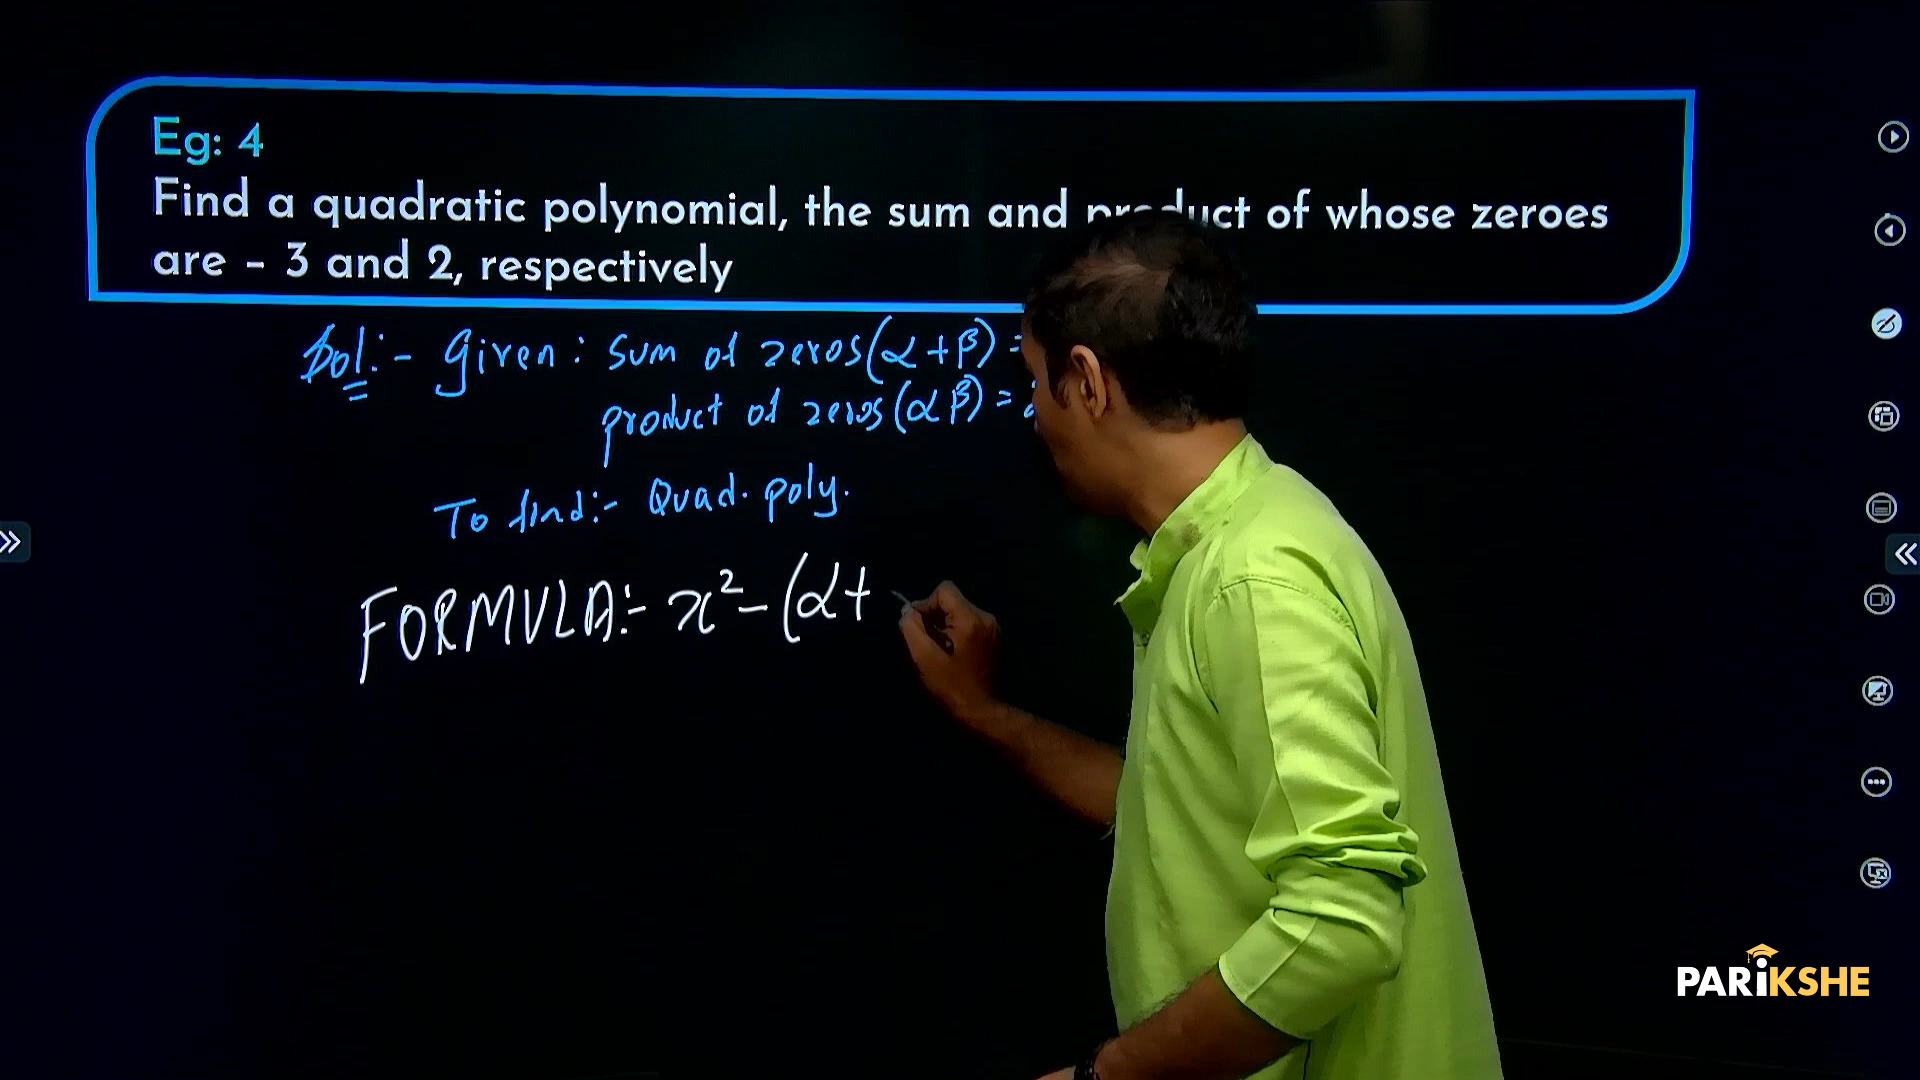 Eg: 4
Find a quadratic polynomial, the sum and product of whose zeroes
are - 3 and 2, respectively
Sol:- Given: Sum of zeros(α+β) =
product of zeros(αβ) =
To find:- Quad. poly.
FORMULA:- x² - (α+
PARiKSHE